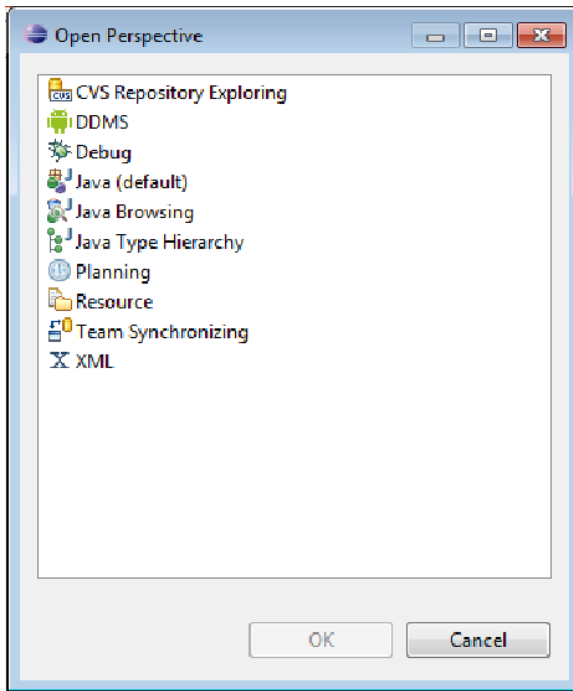 Open Perspective
CVS Repository Exploring
DDMS
Debug
Java (default)
Java Browsing
Java Type Hierarchy
Planning
Resource
Team Synchronizing
XML
OK
Cancel